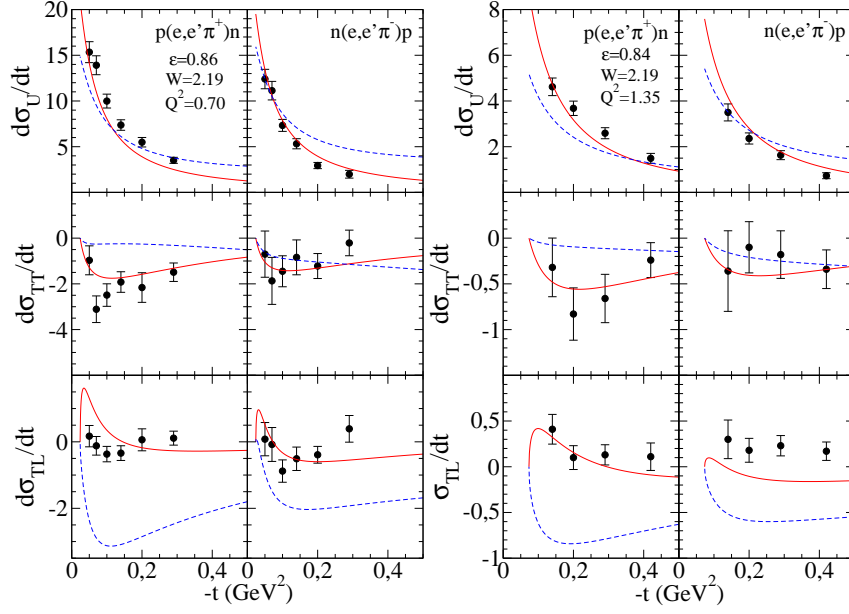 20
15
10
5
dσ_U/dt
p(e,e'π⁺)n
ε=0.86
W=2.19
Q²=0.70
n(e,e'π⁻)p
8
4
0
dσ_U/dt
p(e,e'π⁺)n
ε=0.84
W=2.19
Q²=1.35
n(e,e'π⁻)p
0
-2
-4
dσ_TT/dt
0
-0,5
-1
dσ_TT/dt
0
-2
dσ_TL/dt
0,5
0
-0,5
-1
σ_TL/dt
0 0,2 0,4 0 0,2 0,4
-t (GeV²)
0 0,2 0,4 0 0,2 0,4
-t (GeV²)